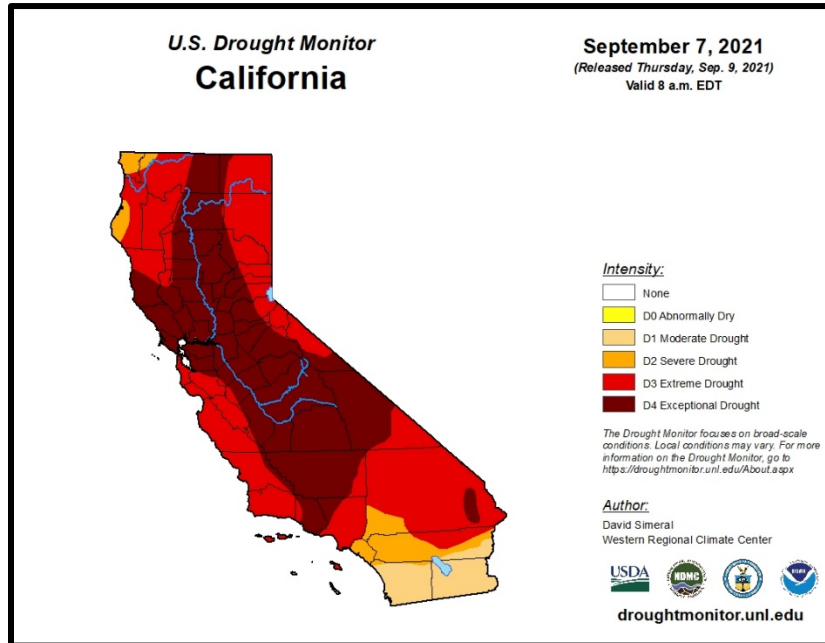 U.S. Drought Monitor
California
September 7, 2021
(Released Thursday, Sep. 9, 2021)
Valid 8 a.m. EDT
Intensity:
None
D0 Abnormally Dry
D1 Moderate Drought
D2 Severe Drought
D3 Extreme Drought
D4 Exceptional Drought
The Drought Monitor focuses on broad-scale
conditions. Local conditions may vary. For more
information on the Drought Monitor, go to
https://droughtmonitor.unl.edu/About.aspx
Author:
David Simeral
Western Regional Climate Center
USDA
NDMC
droughtmonitor.unl.edu